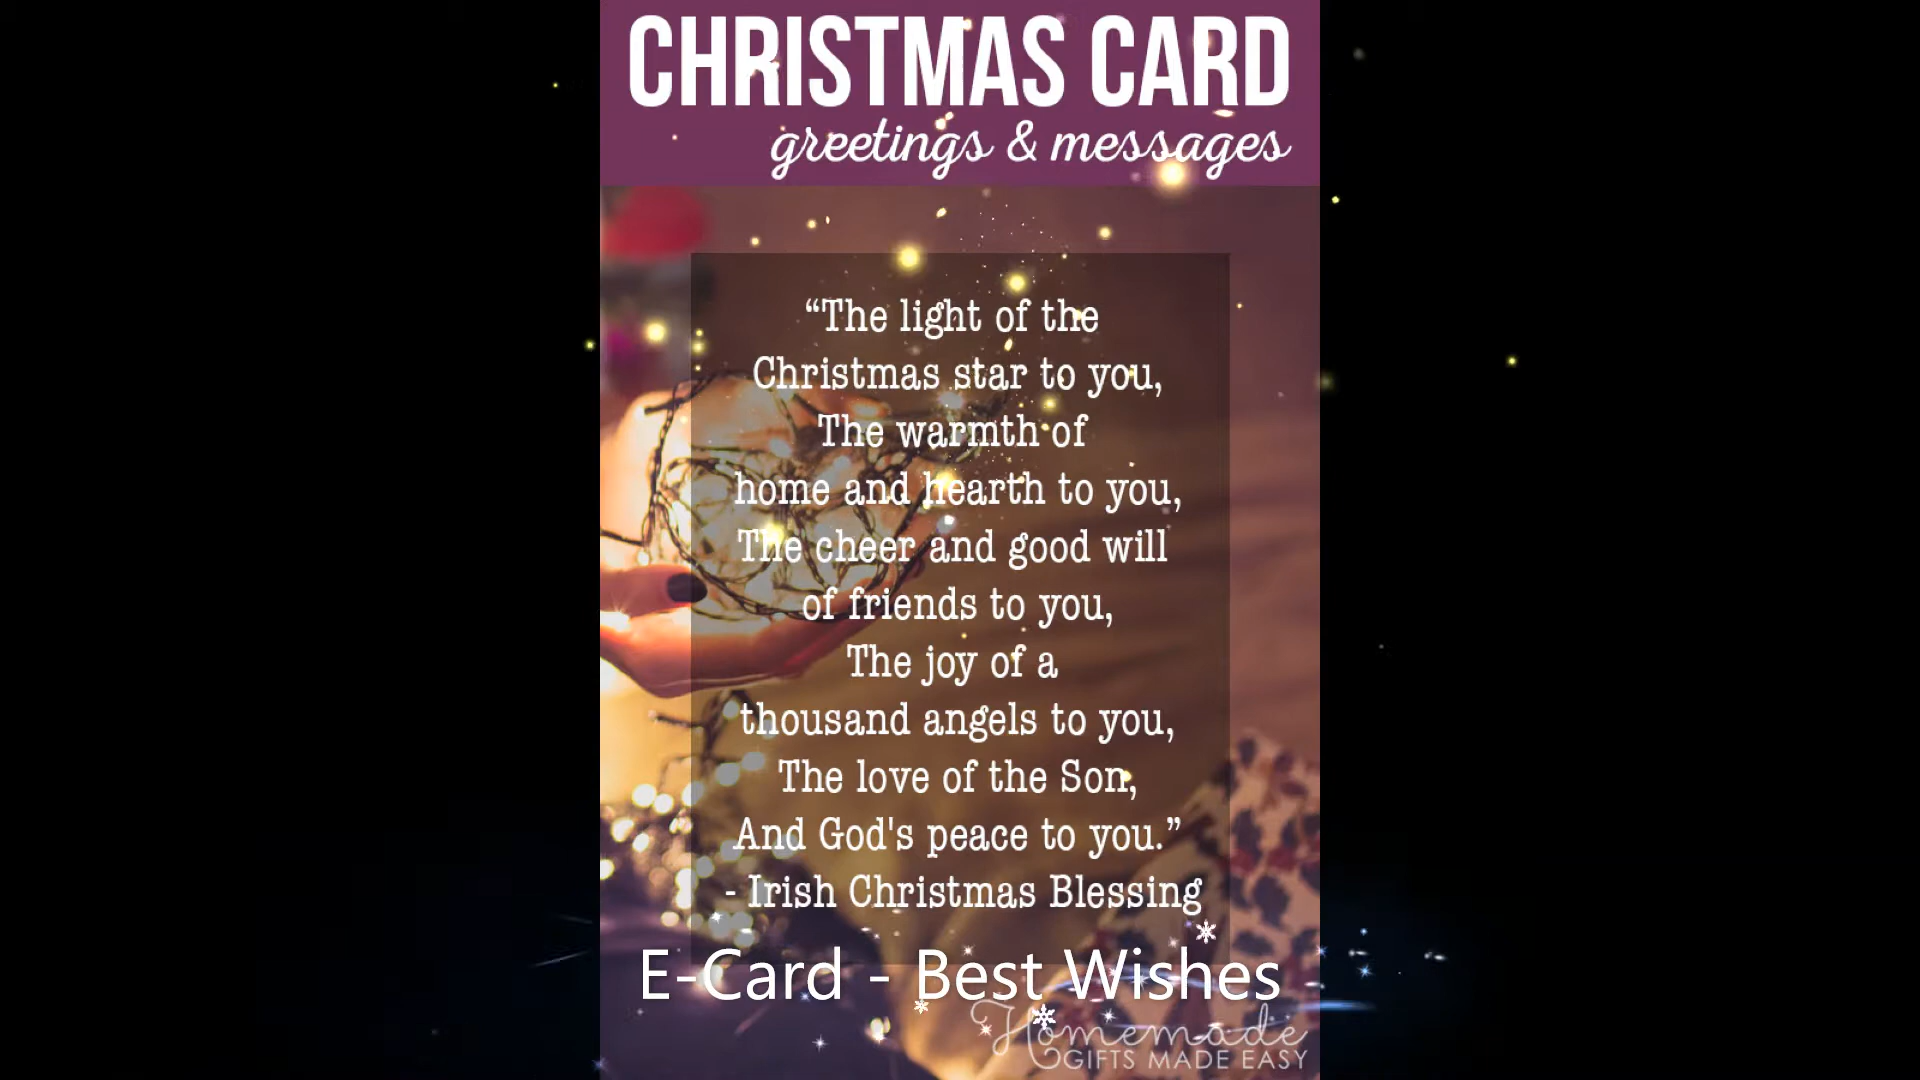 CHRISTMAS CARD
greetings & messages
“The light of the
Christmas star to you,
The warmth of
home and hearth to you,
The cheer and good will
of friends to you,
The joy of a
thousand angels to you,
The love of the Son,
And God's peace to you.”
- Irish Christmas Blessing
E-Card - Best Wishes
Homemade
GIFTS MADE EASY